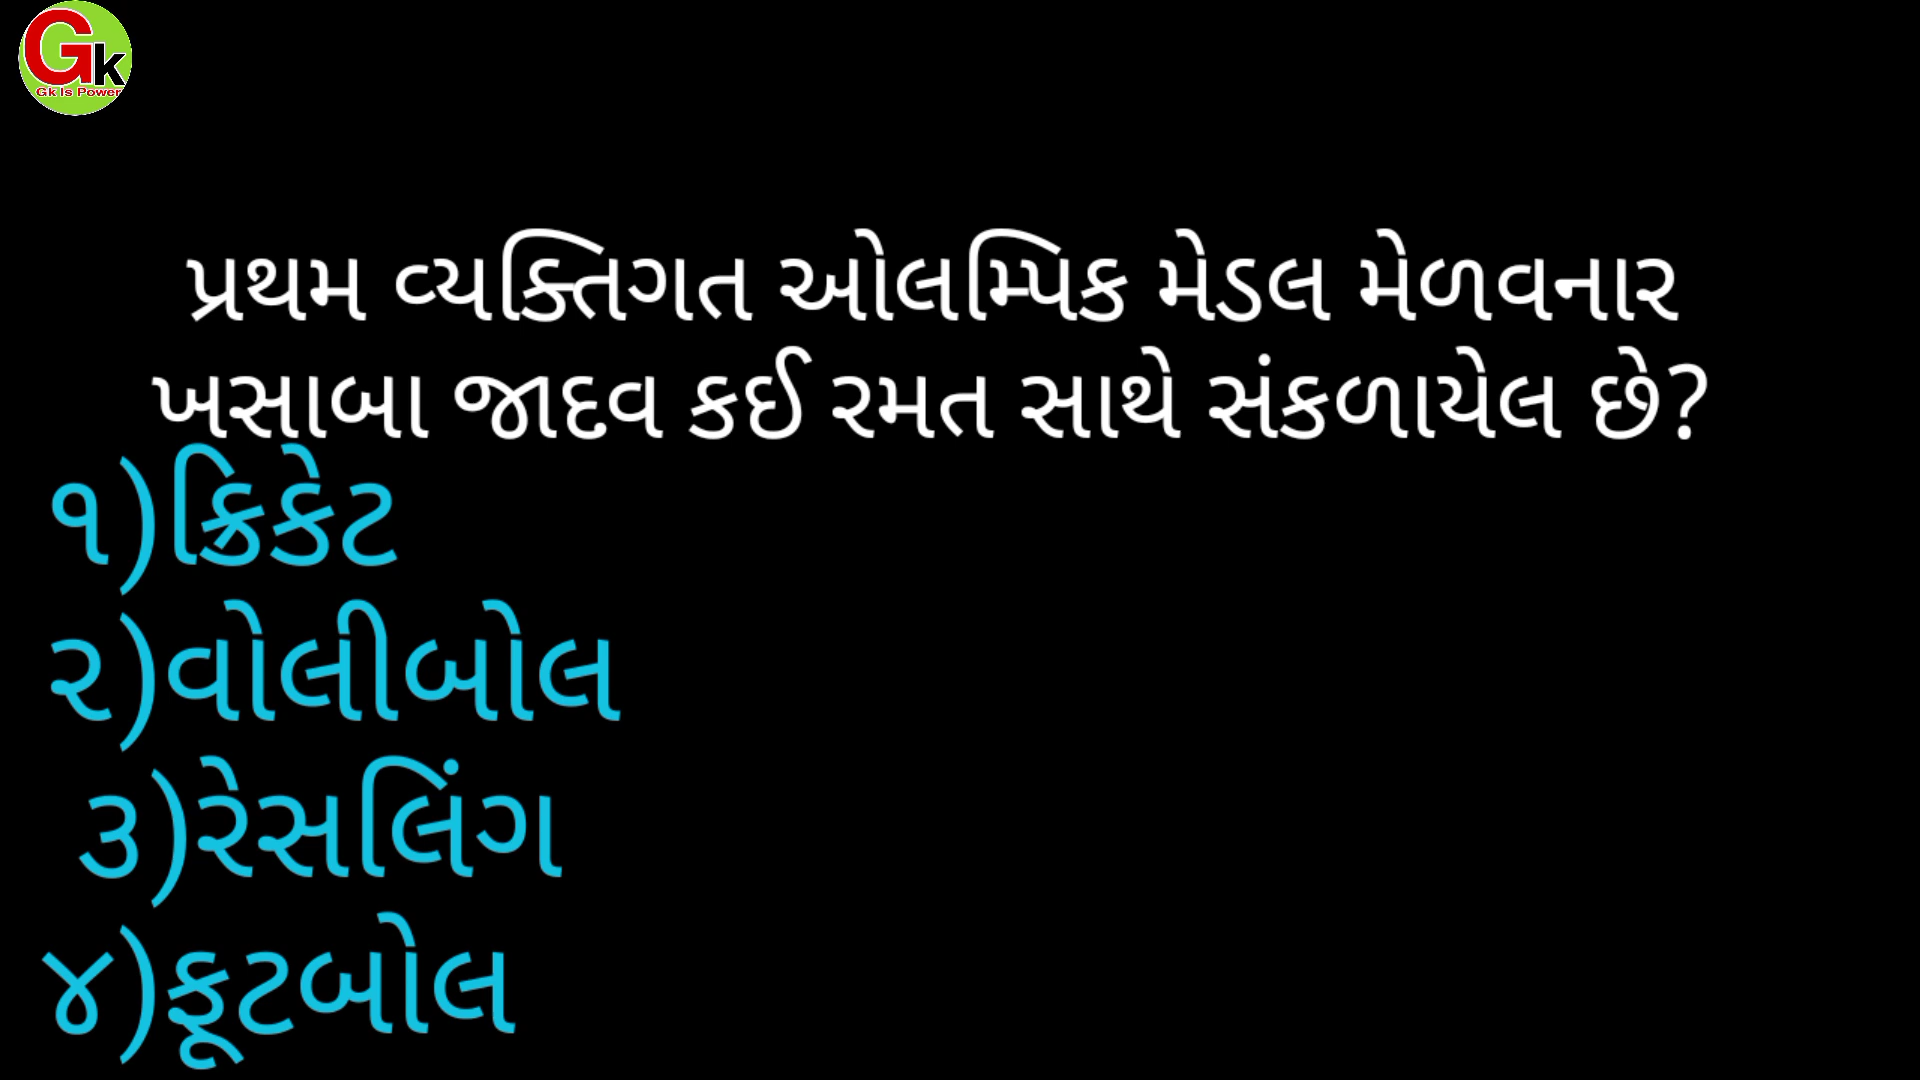 Gk
Gk Is Power
પ્રથમ વ્યક્તિગત ઓલમ્પિક મેડલ મેળવનાર
ખસાબા જાદવ કઈ રમત સાથે સંકળાયેલ છે?
૧)ક્રિકેટ
૨)વોલીબોલ
૩)રેસલિંગ
૪)ફૂટબોલ